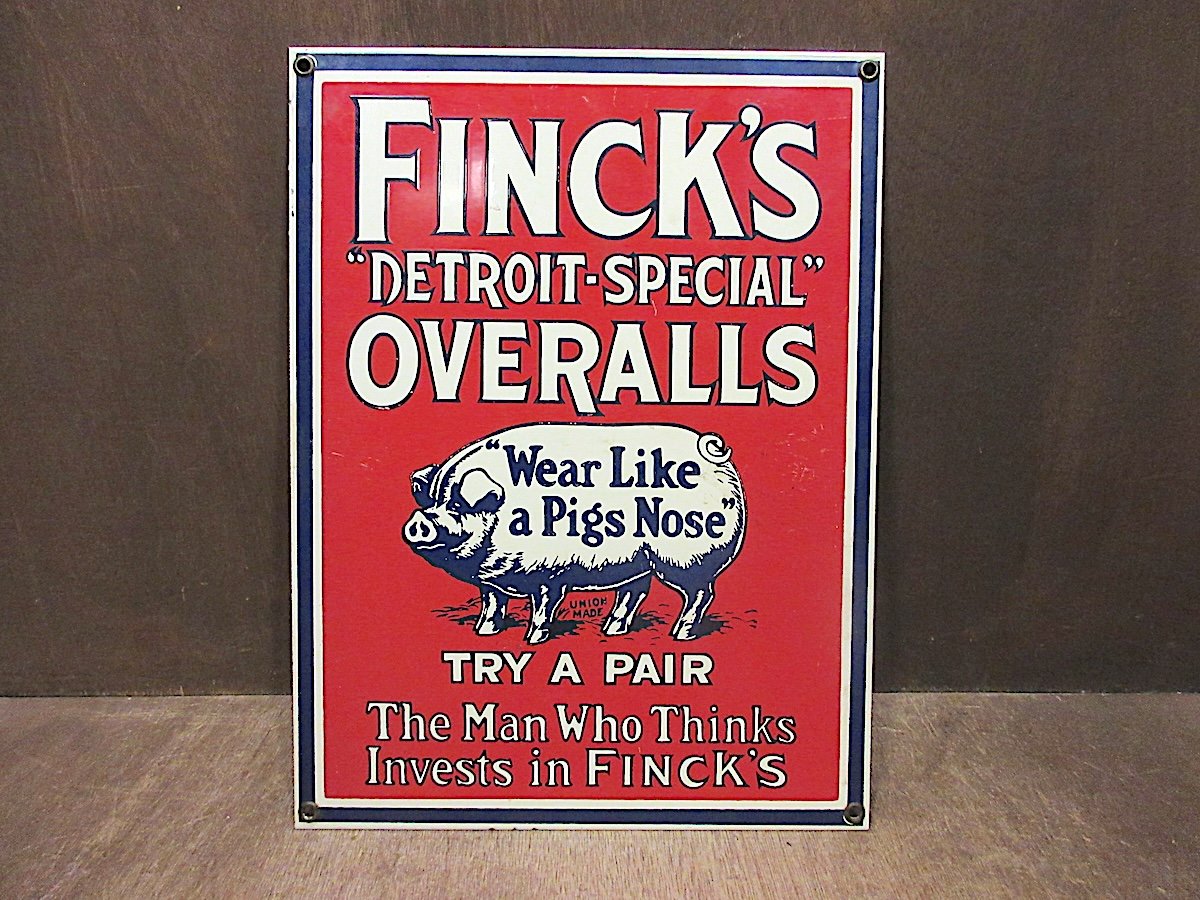 FINCK'S
"DETROIT-SPECIAL"
OVERALLS
"Wear Like
a Pigs Nose"
UNION
MADE
TRY A PAIR
The Man Who Thinks
Invests in FINCK'S